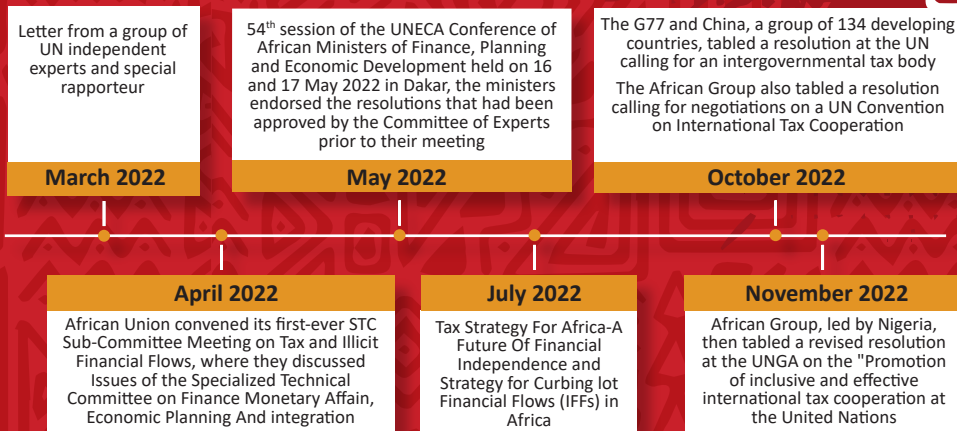 Letter from a group of
UN independent
experts and special
rapporteur
March 2022
54th session of the UNECA Conference of
African Ministers of Finance, Planning
and Economic Development held on 16
and 17 May 2022 in Dakar, the ministers
endorsed the resolutions that had been
approved by the Committee of Experts
prior to their meeting
May 2022
The G77 and China, a group of 134 developing
countries, tabled a resolution at the UN
calling for an intergovernmental tax body
The African Group also tabled a resolution
calling for negotiations on a UN Convention
on International Tax Cooperation
October 2022
April 2022
African Union convened its first-ever STC
Sub-Committee Meeting on Tax and Illicit
Financial Flows, where they discussed
Issues of the Specialized Technical
Committee on Finance Monetary Affair,
Economic Planning And integration
July 2022
Tax Strategy For Africa-A
Future Of Financial
Independence and
Strategy for Curbing lot
Financial Flows (IFFs) in
Africa
November 2022
African Group, led by Nigeria,
then tabled a revised resolution
at the UNGA on the "Promotion
of inclusive and effective
international tax cooperation at
the United Nations